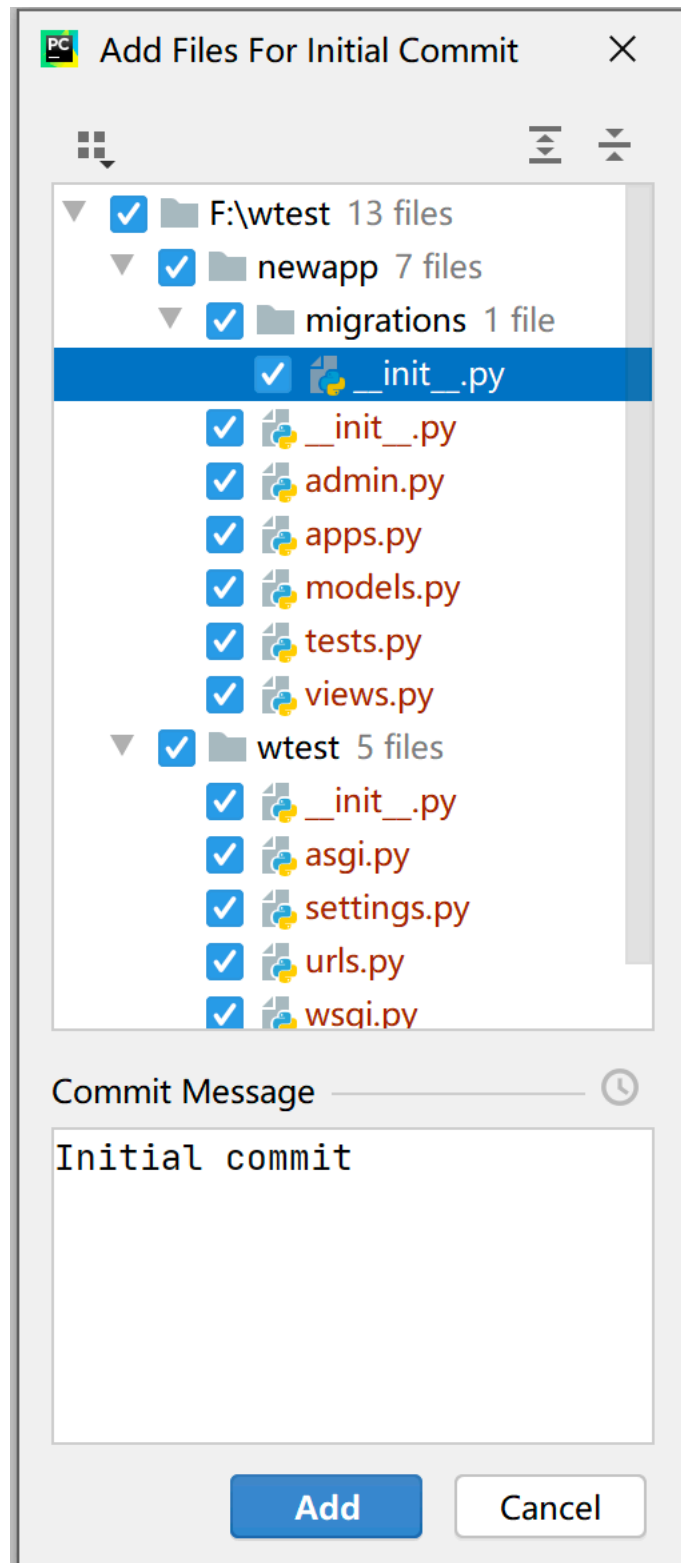 PC Add Files For Initial Commit
F:\wtest 13 files
newapp 7 files
migrations 1 file
__init__.py
__init__.py
admin.py
apps.py
models.py
tests.py
views.py
wtest 5 files
__init__.py
asgi.py
settings.py
urls.py
wsgi.py
Commit Message
Initial commit
Add Cancel